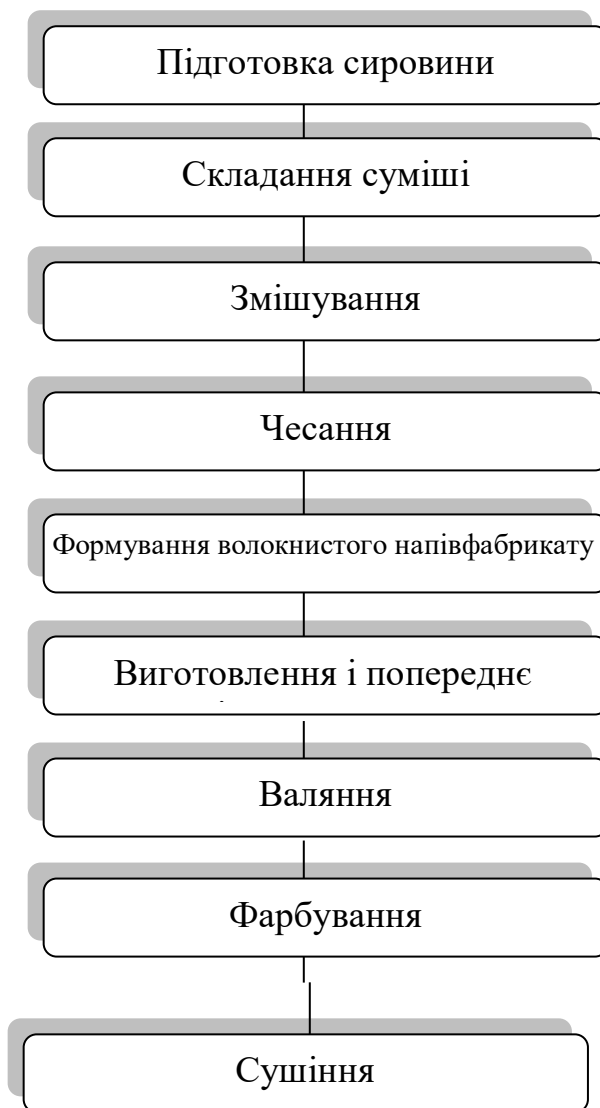 Підготовка сировини
Складання суміші
Змішування
Чесання
Формування волокнистого напівфабрикату
Виготовлення і попереднє
Валяння
Фарбування
Сушіння